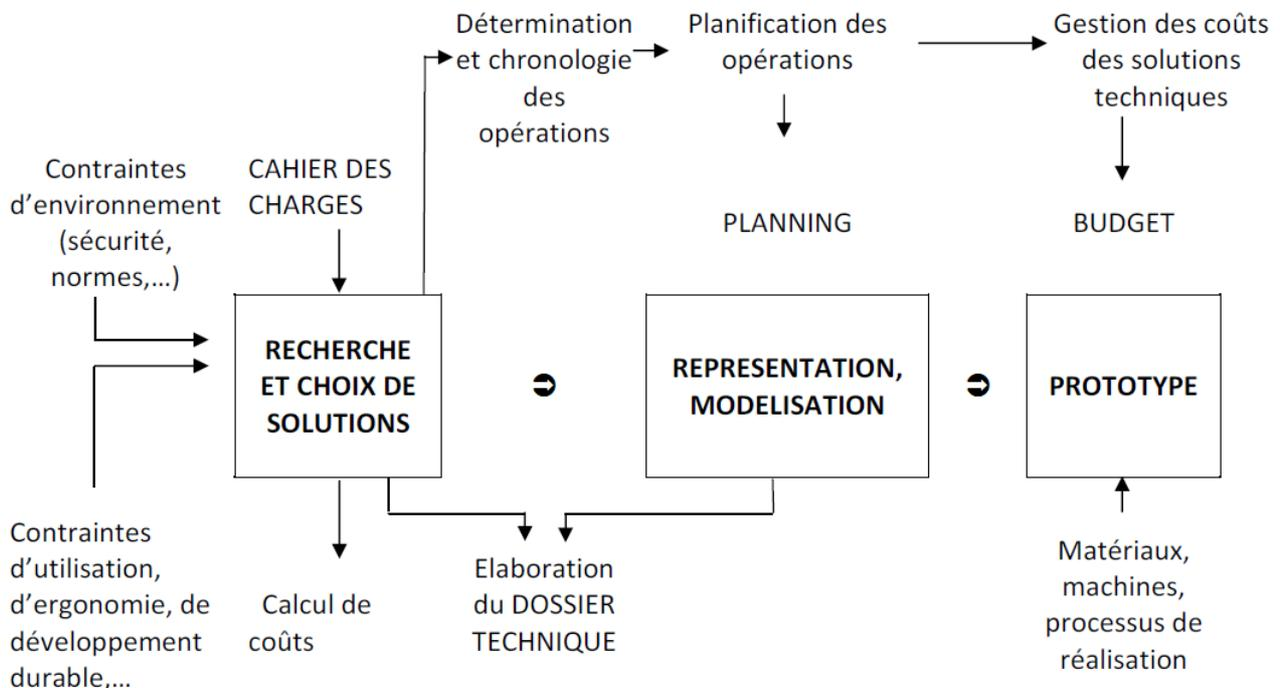 Détermination
et chronologie
des
opérations
Planification des
opérations
Gestion des coûts
des solutions
techniques
Contraintes
d’environnement
(sécurité,
normes,…)
CAHIER DES
CHARGES
PLANNING
BUDGET
RECHERCHE
ET CHOIX DE
SOLUTIONS
REPRESENTATION,
MODELISATION
PROTOTYPE
Contraintes
d’utilisation,
d’ergonomie, de
développement
durable,…
Calcul de
coûts
Elaboration
du DOSSIER
TECHNIQUE
Matériaux,
machines,
processus de
réalisation